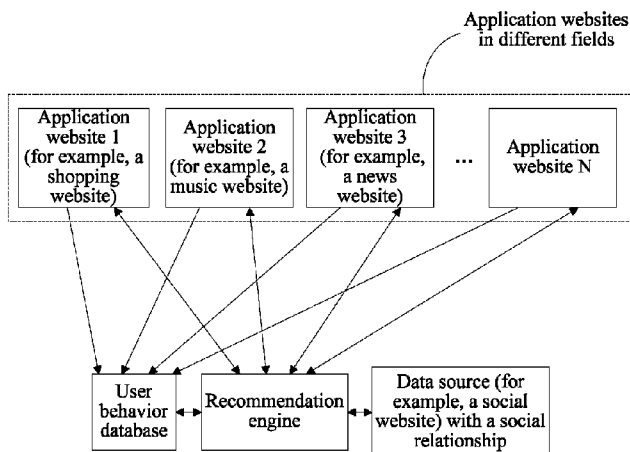 Application websites
in different fields
Application
website 1
(for example, a
shopping
website)
Application
website 2
(for example, a
music website)
Application
website 3
(for example,
a news
website)
...
Application
website N
User
behavior
database
Recommendation
engine
Data source (for
example, a social
website) with a social
relationship